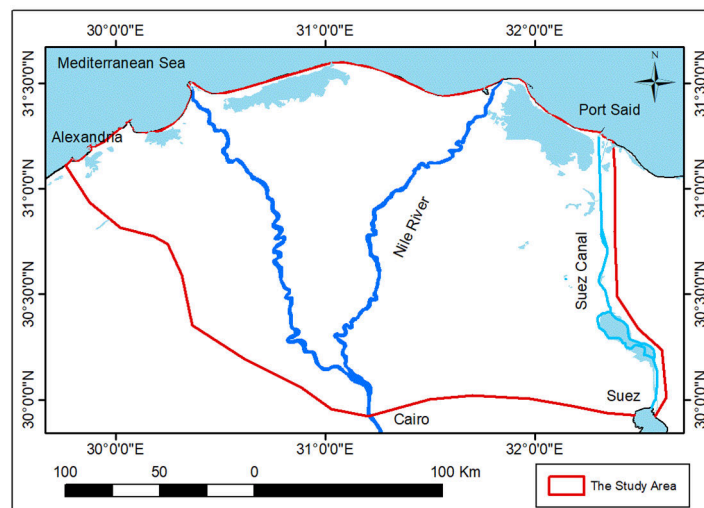 30°0'0"E 31°0'0"E 32°0'0"E
Mediterranean Sea
N
Port Said
Alexandria
31°30'0"N
31°30'0"N
31°0'0"N
31°0'0"N
Nile River
Suez Canal
30°30'0"N
30°30'0"N
30°0'0"N
30°0'0"N
Suez
Cairo
30°0'0"E 31°0'0"E 32°0'0"E
100 50 0 100 Km
The Study Area